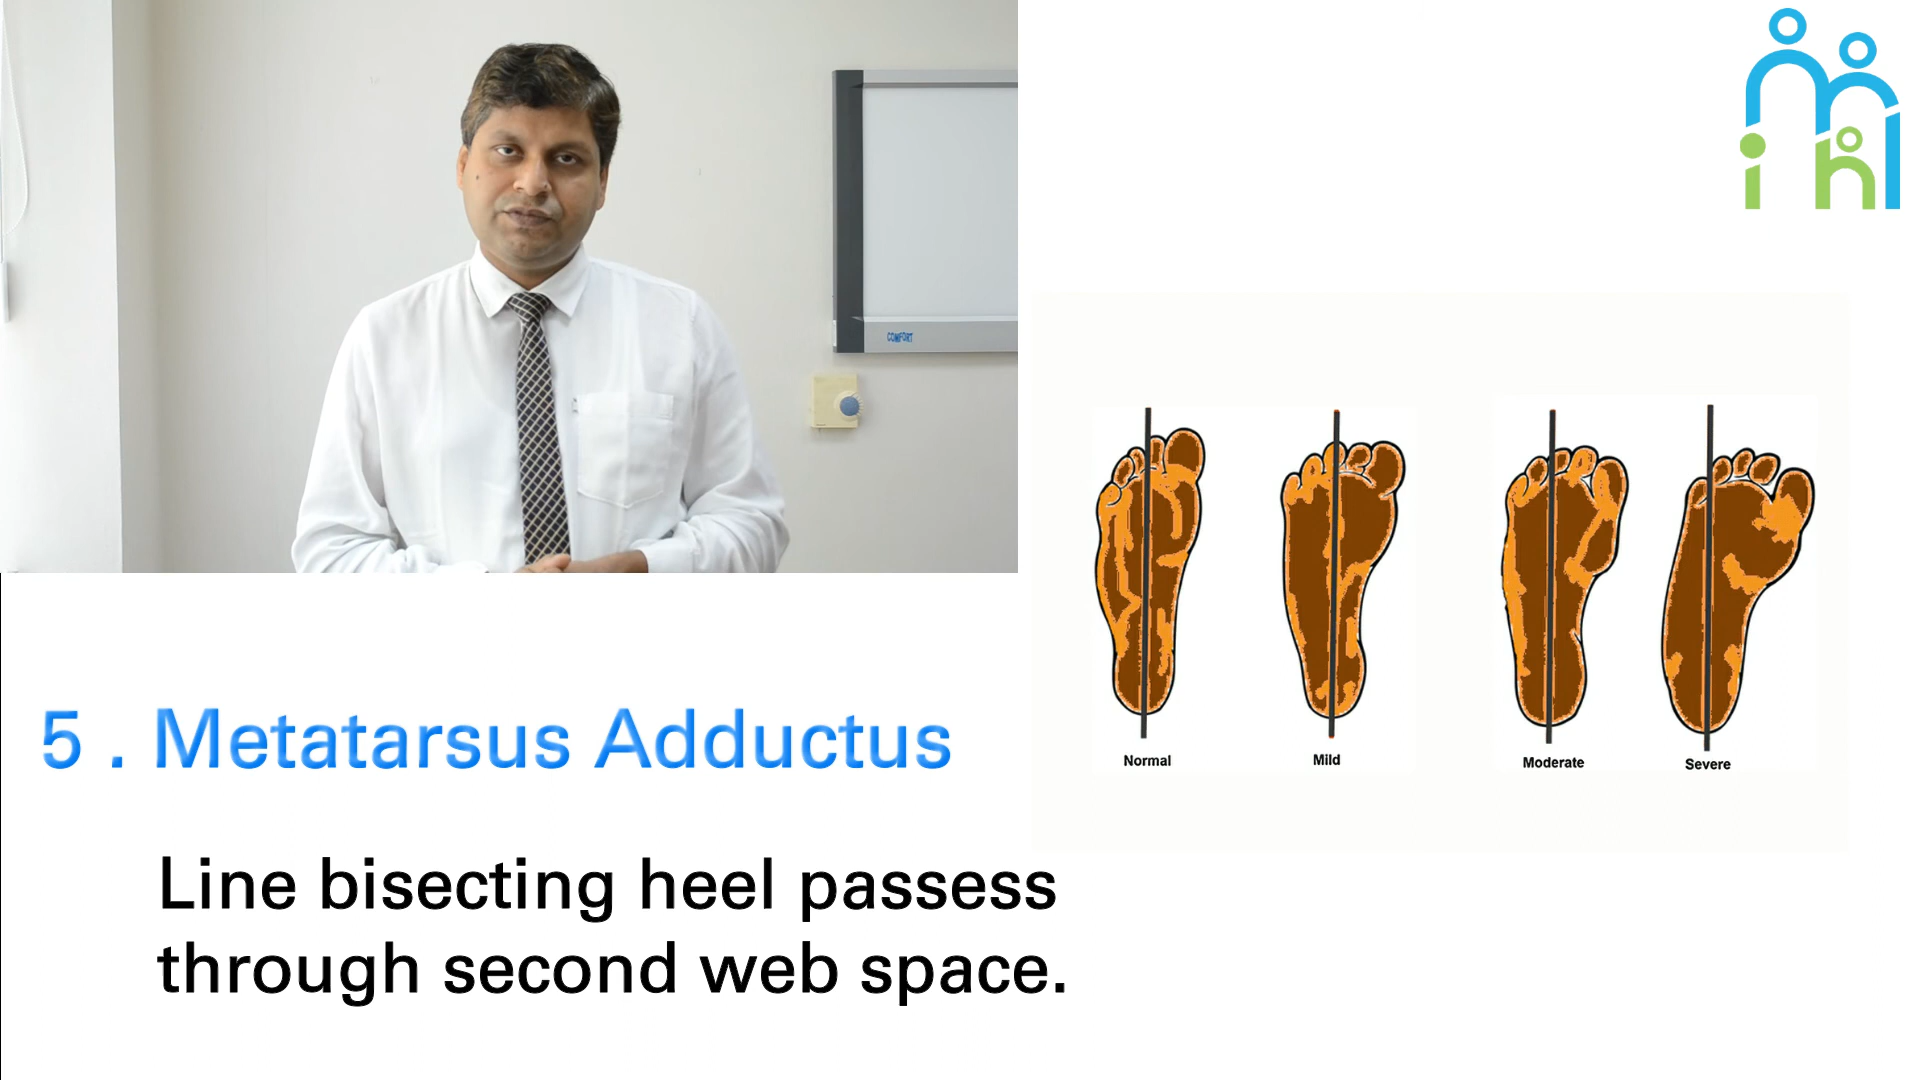 COMFORT
Normal
Mild
Moderate
Severe
5 . Metatarsus Adductus
Line bisecting heel passess
through second web space.